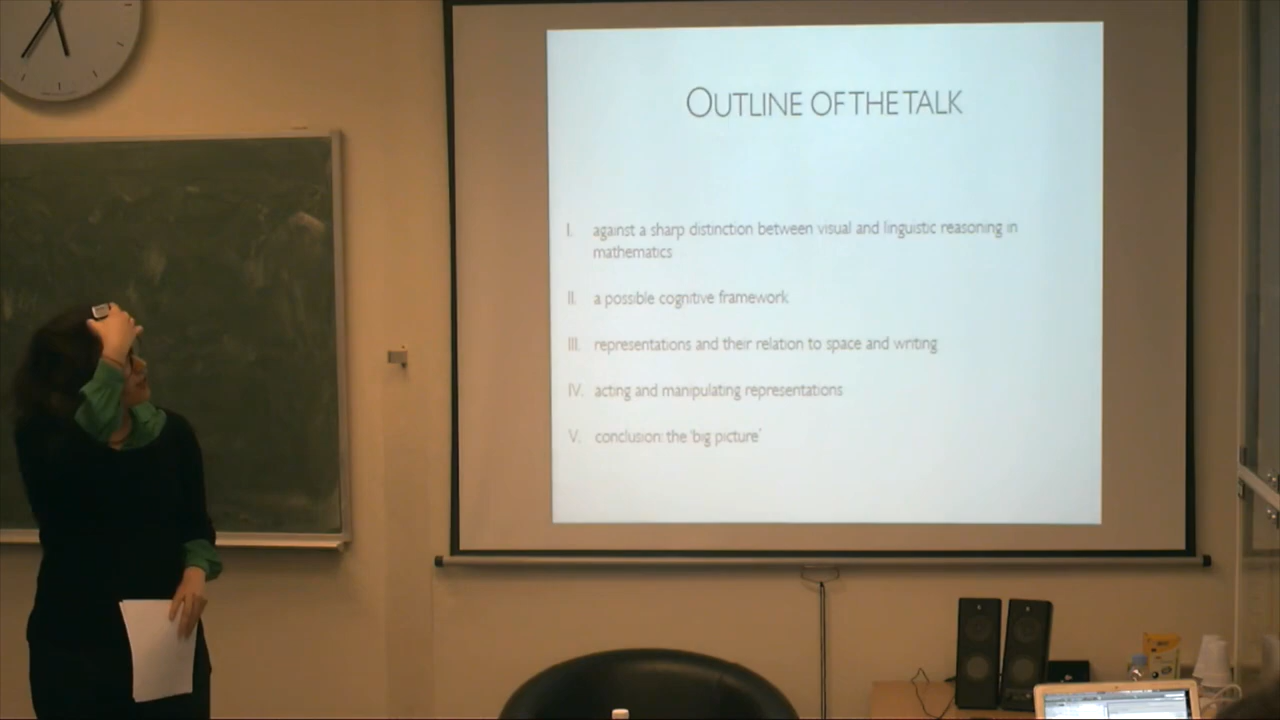 OUTLINE OF THE TALK
I. against a sharp distinction between visual and linguistic reasoning in
mathematics
II. a possible cognitive framework
III. representations and their relation to space and writing
IV. acting and manipulating representations
V. conclusion: the 'big picture'